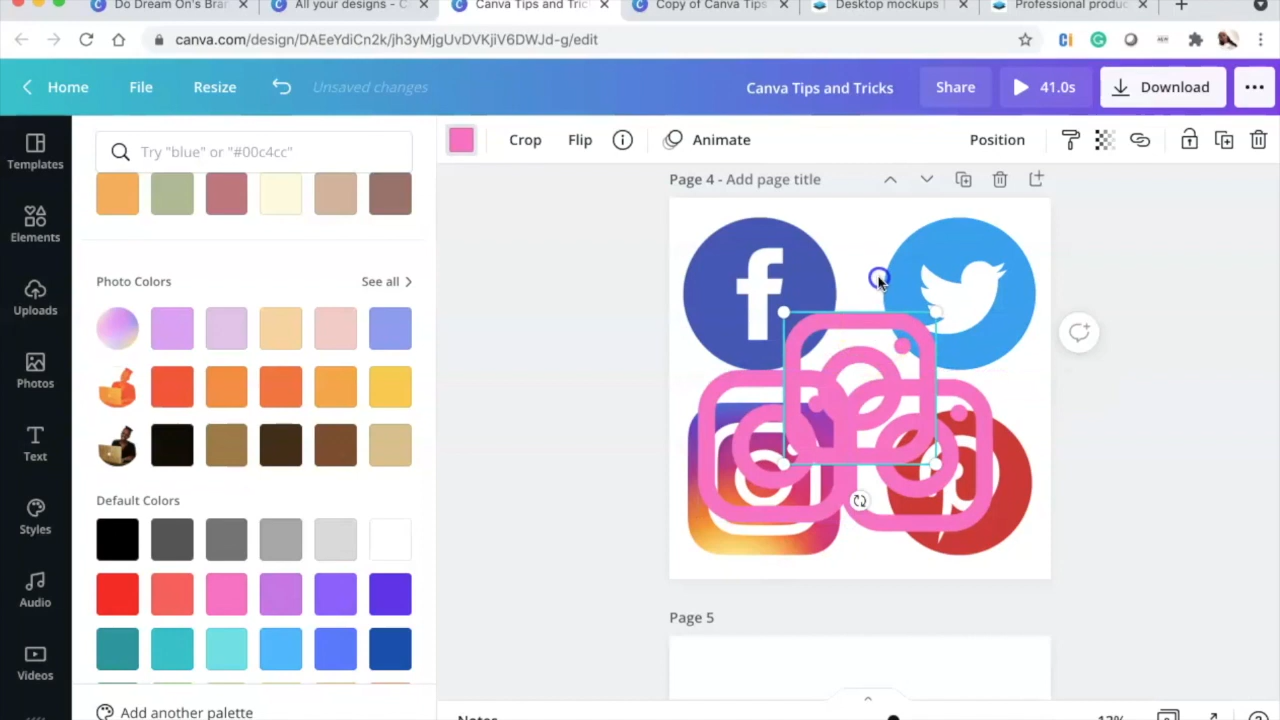 Do Dream On's Bra
All your designs - C
Canva Tips and Tric
Copy of Canva Tips
Desktop mockups
Professional produc
canva.com/design/DAEeYdiCn2k/jh3yMjgUvDVKjiV6DWJd-g/edit
Home
File
Resize
Unsaved changes
Canva Tips and Tricks
Share
41.0s
Download
Templates
Elements
Uploads
Photos
Text
Styles
Audio
Videos
Try "blue" or "#00c4cc"
Photo Colors
See all
Default Colors
Add another palette
Crop
Flip
Animate
Position
Page 4 - Add page title
Page 5
Notes